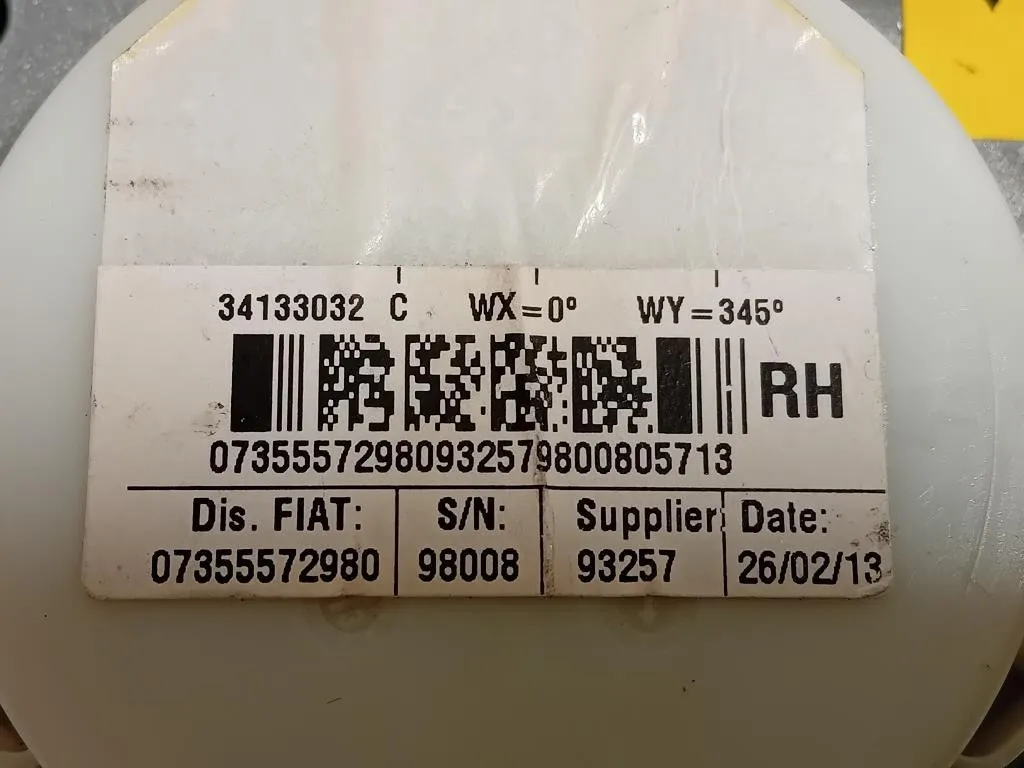 34133032 C WX=0° WY=345°
RH
07355572980932579800805713
Dis. FIAT: S/N: Supplier: Date:
07355572980 98008 93257 26/02/13